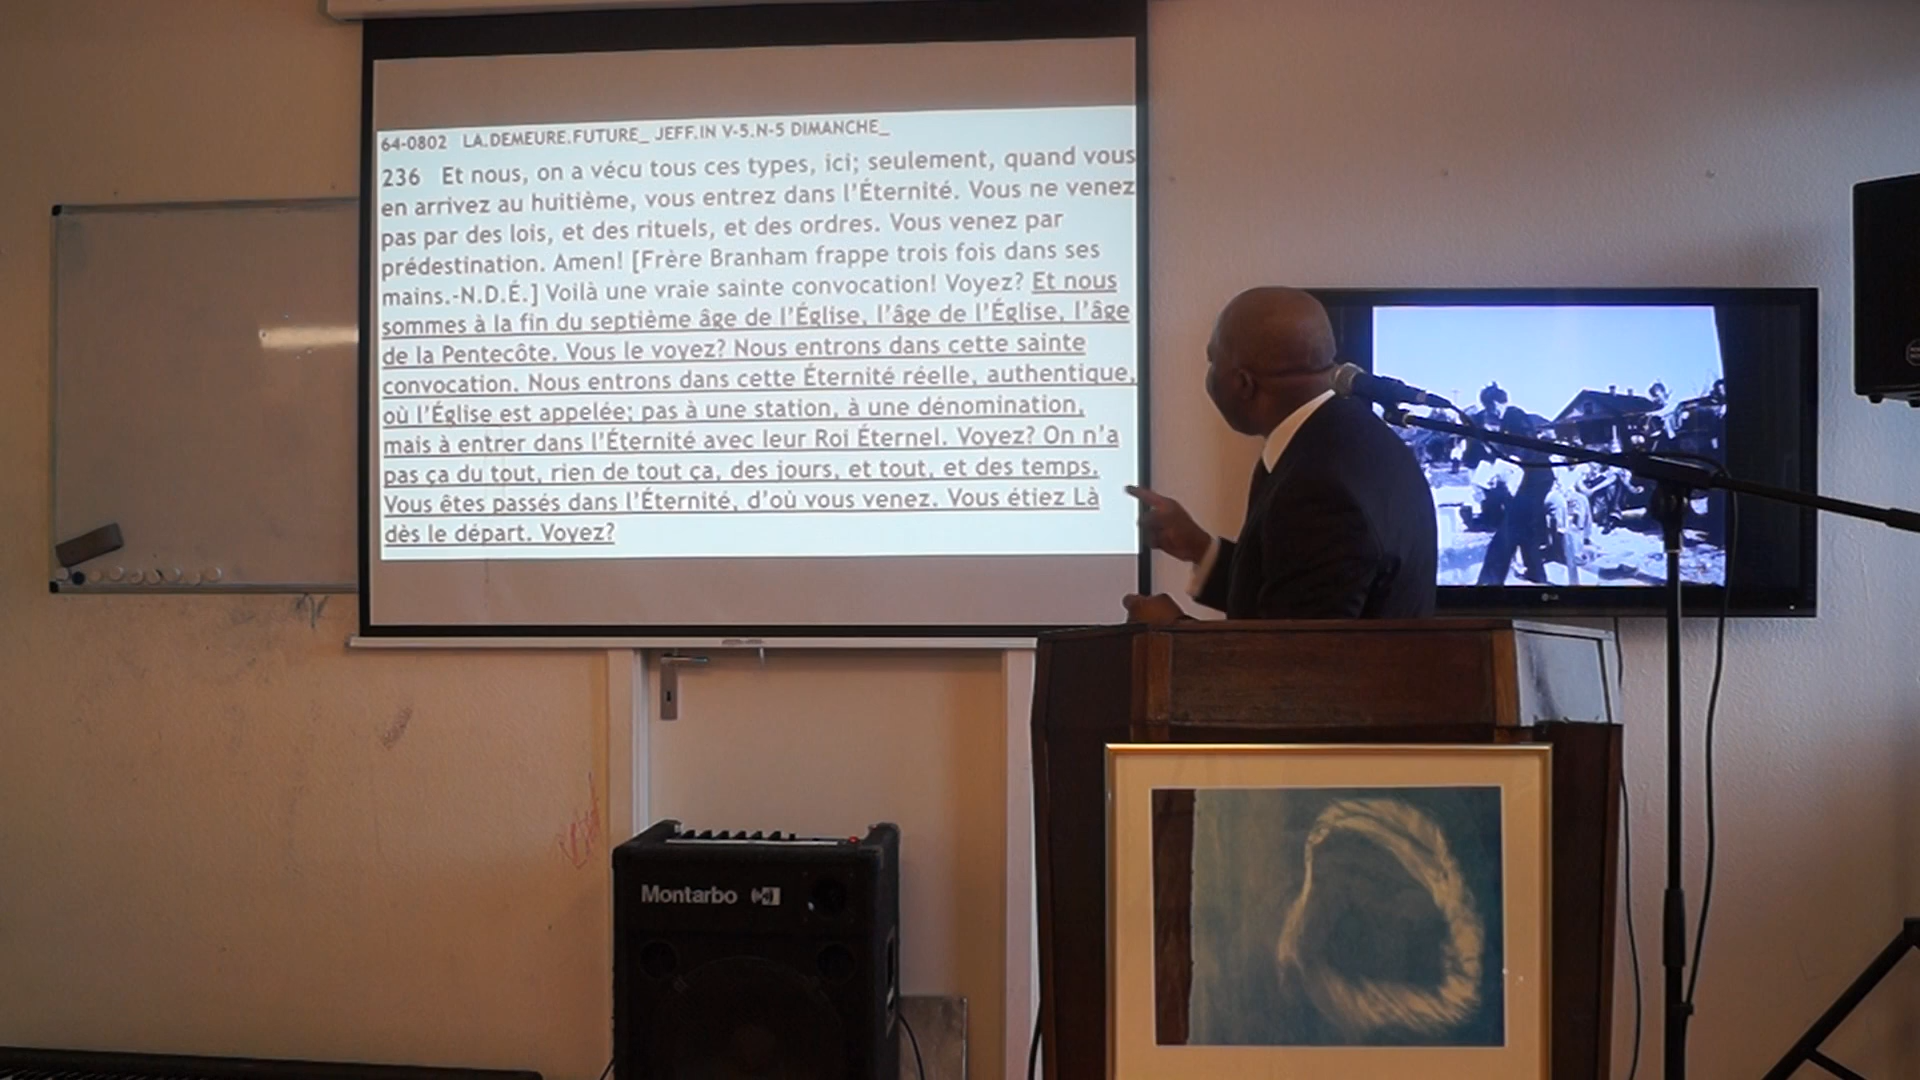 64-0802 LA.DEMEURE.FUTURE_ JEFF.IN V-5.N-5 DIMANCHE_
236 Et nous, on a vécu tous ces types, ici; seulement, quand vous
en arrivez au huitième, vous entrez dans l'Éternité. Vous ne venez
pas par des lois, et des rituels, et des ordres. Vous venez par
prédestination. Amen! [Frère Branham frappe trois fois dans ses
mains.-N.D.É.] Voilà une vraie sainte convocation! Voyez? Et nous
sommes à la fin du septième âge de l'Église, l'âge de l'Église, l'âge
de la Pentecôte. Vous le voyez? Nous entrons dans cette sainte
convocation. Nous entrons dans cette Éternité réelle, authentique,
où l'Église est appelée; pas à une station, à une dénomination,
mais à entrer dans l'Éternité avec leur Roi Éternel. Voyez? On n'a
pas ça du tout, rien de tout ça, des jours, et tout, et des temps.
Vous êtes passés dans l'Éternité, d'où vous venez. Vous étiez Là
dès le départ. Voyez?
LG
Montarbo